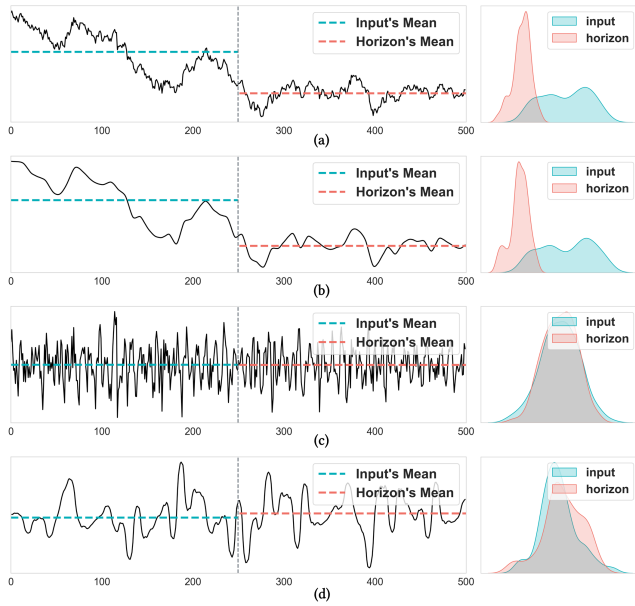 Input's Mean
Horizon's Mean
input
horizon
0 100 200 300 400 500
(a)
Input's Mean
Horizon's Mean
input
horizon
0 100 200 300 400 500
(b)
Input's Mean
Horizon's Mean
input
horizon
0 100 200 300 400 500
(c)
Input's Mean
Horizon's Mean
input
horizon
0 100 200 300 400 500
(d)